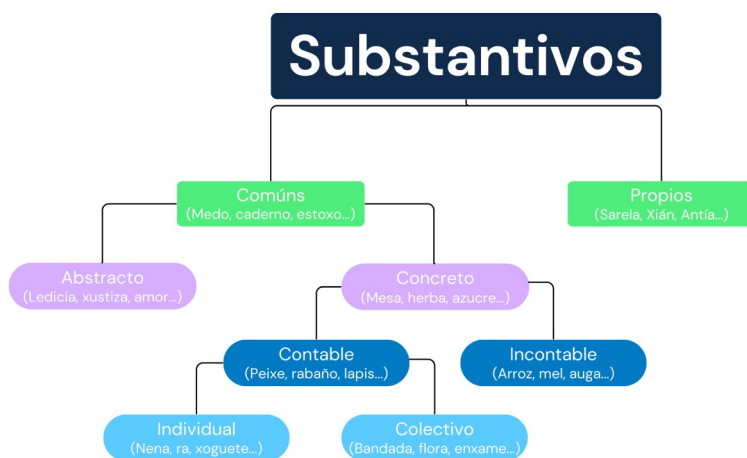 Substantivos
Comúns
(Medo, caderno, estoxo...)
Propios
(Sarela, Xián, Antía...)
Abstracto
(Ledicia, xustiza, amor...)
Concreto
(Mesa, herba, azucre...)
Contable
(Peixe, rabaño, lapis...)
Incontable
(Arroz, mel, auga...)
Individual
(Nena, ra, xoguete...)
Colectivo
(Bandada, flora, enxame...)